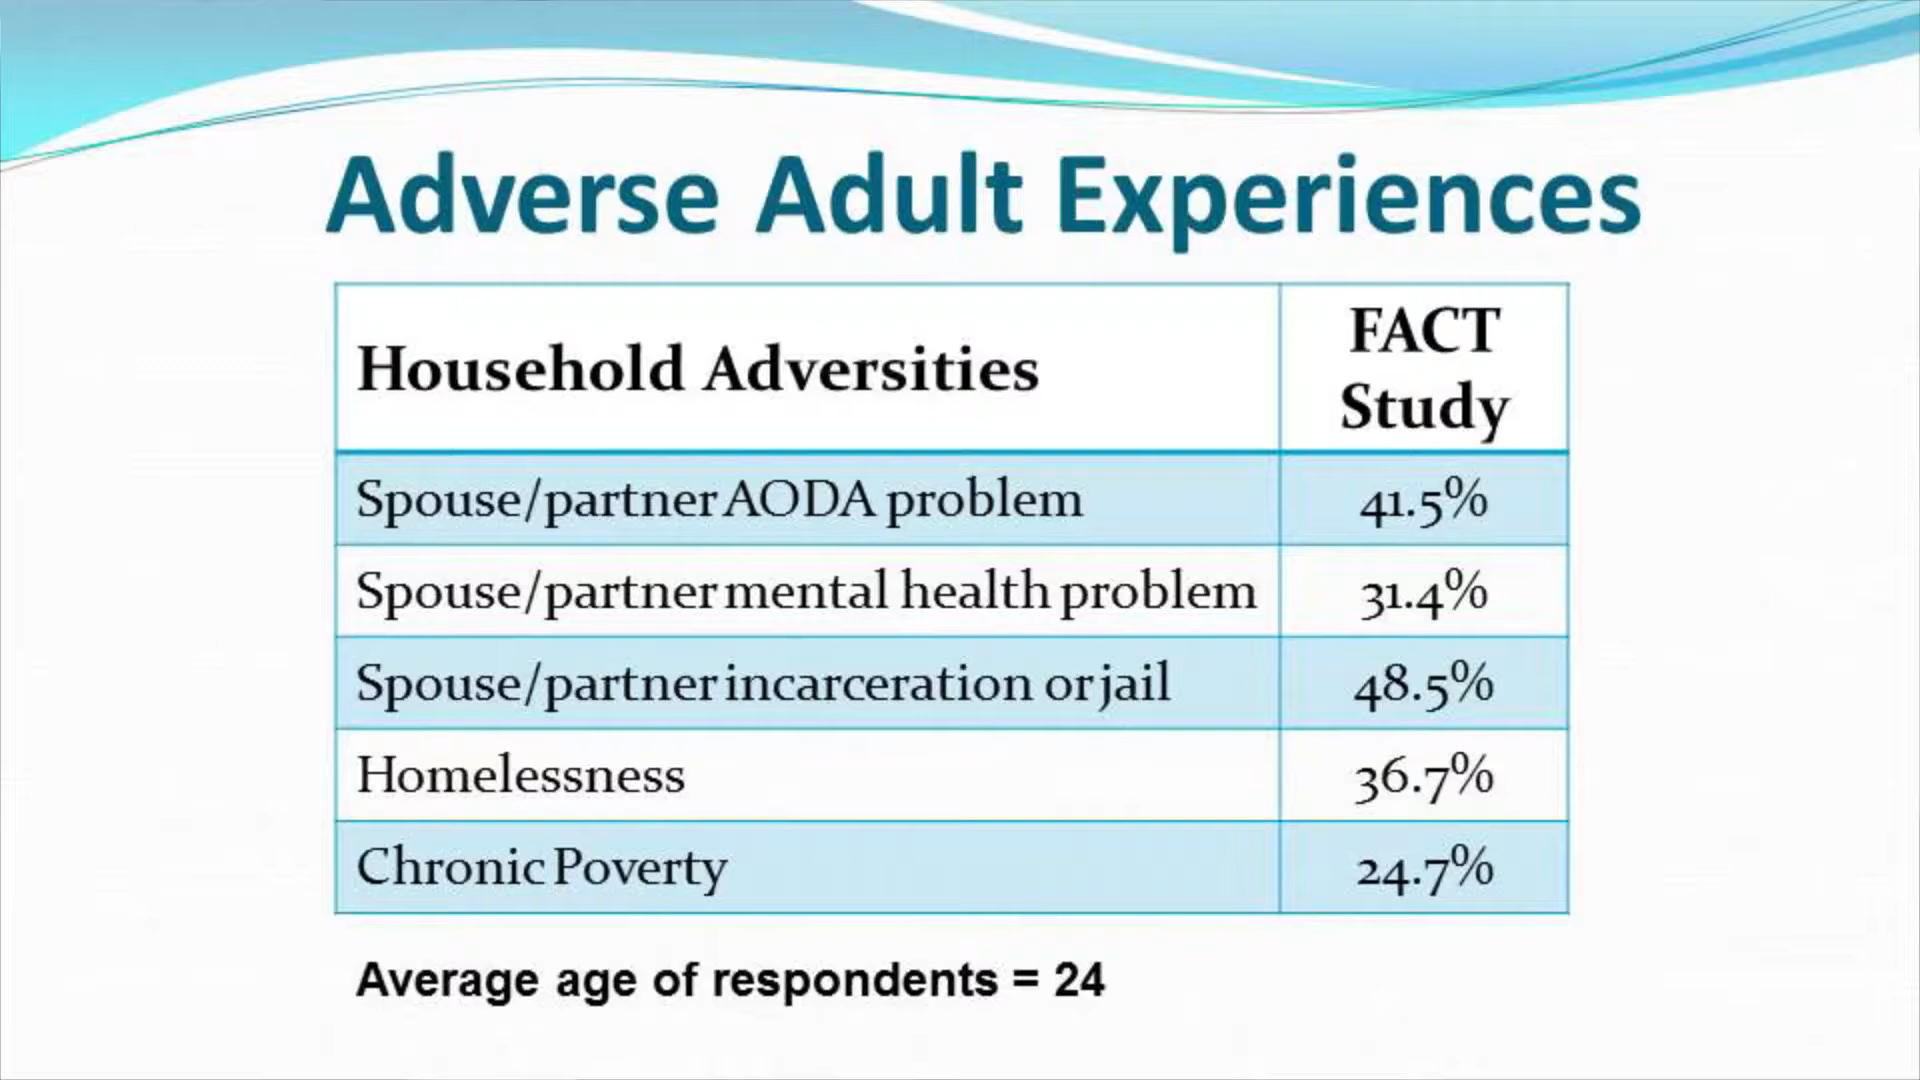 Adverse Adult Experiences
Household Adversities
FACT
Study
Spouse/partner AODA problem
41.5%
Spouse/partner mental health problem
31.4%
Spouse/partner incarceration or jail
48.5%
Homelessness
36.7%
Chronic Poverty
24.7%
Average age of respondents = 24